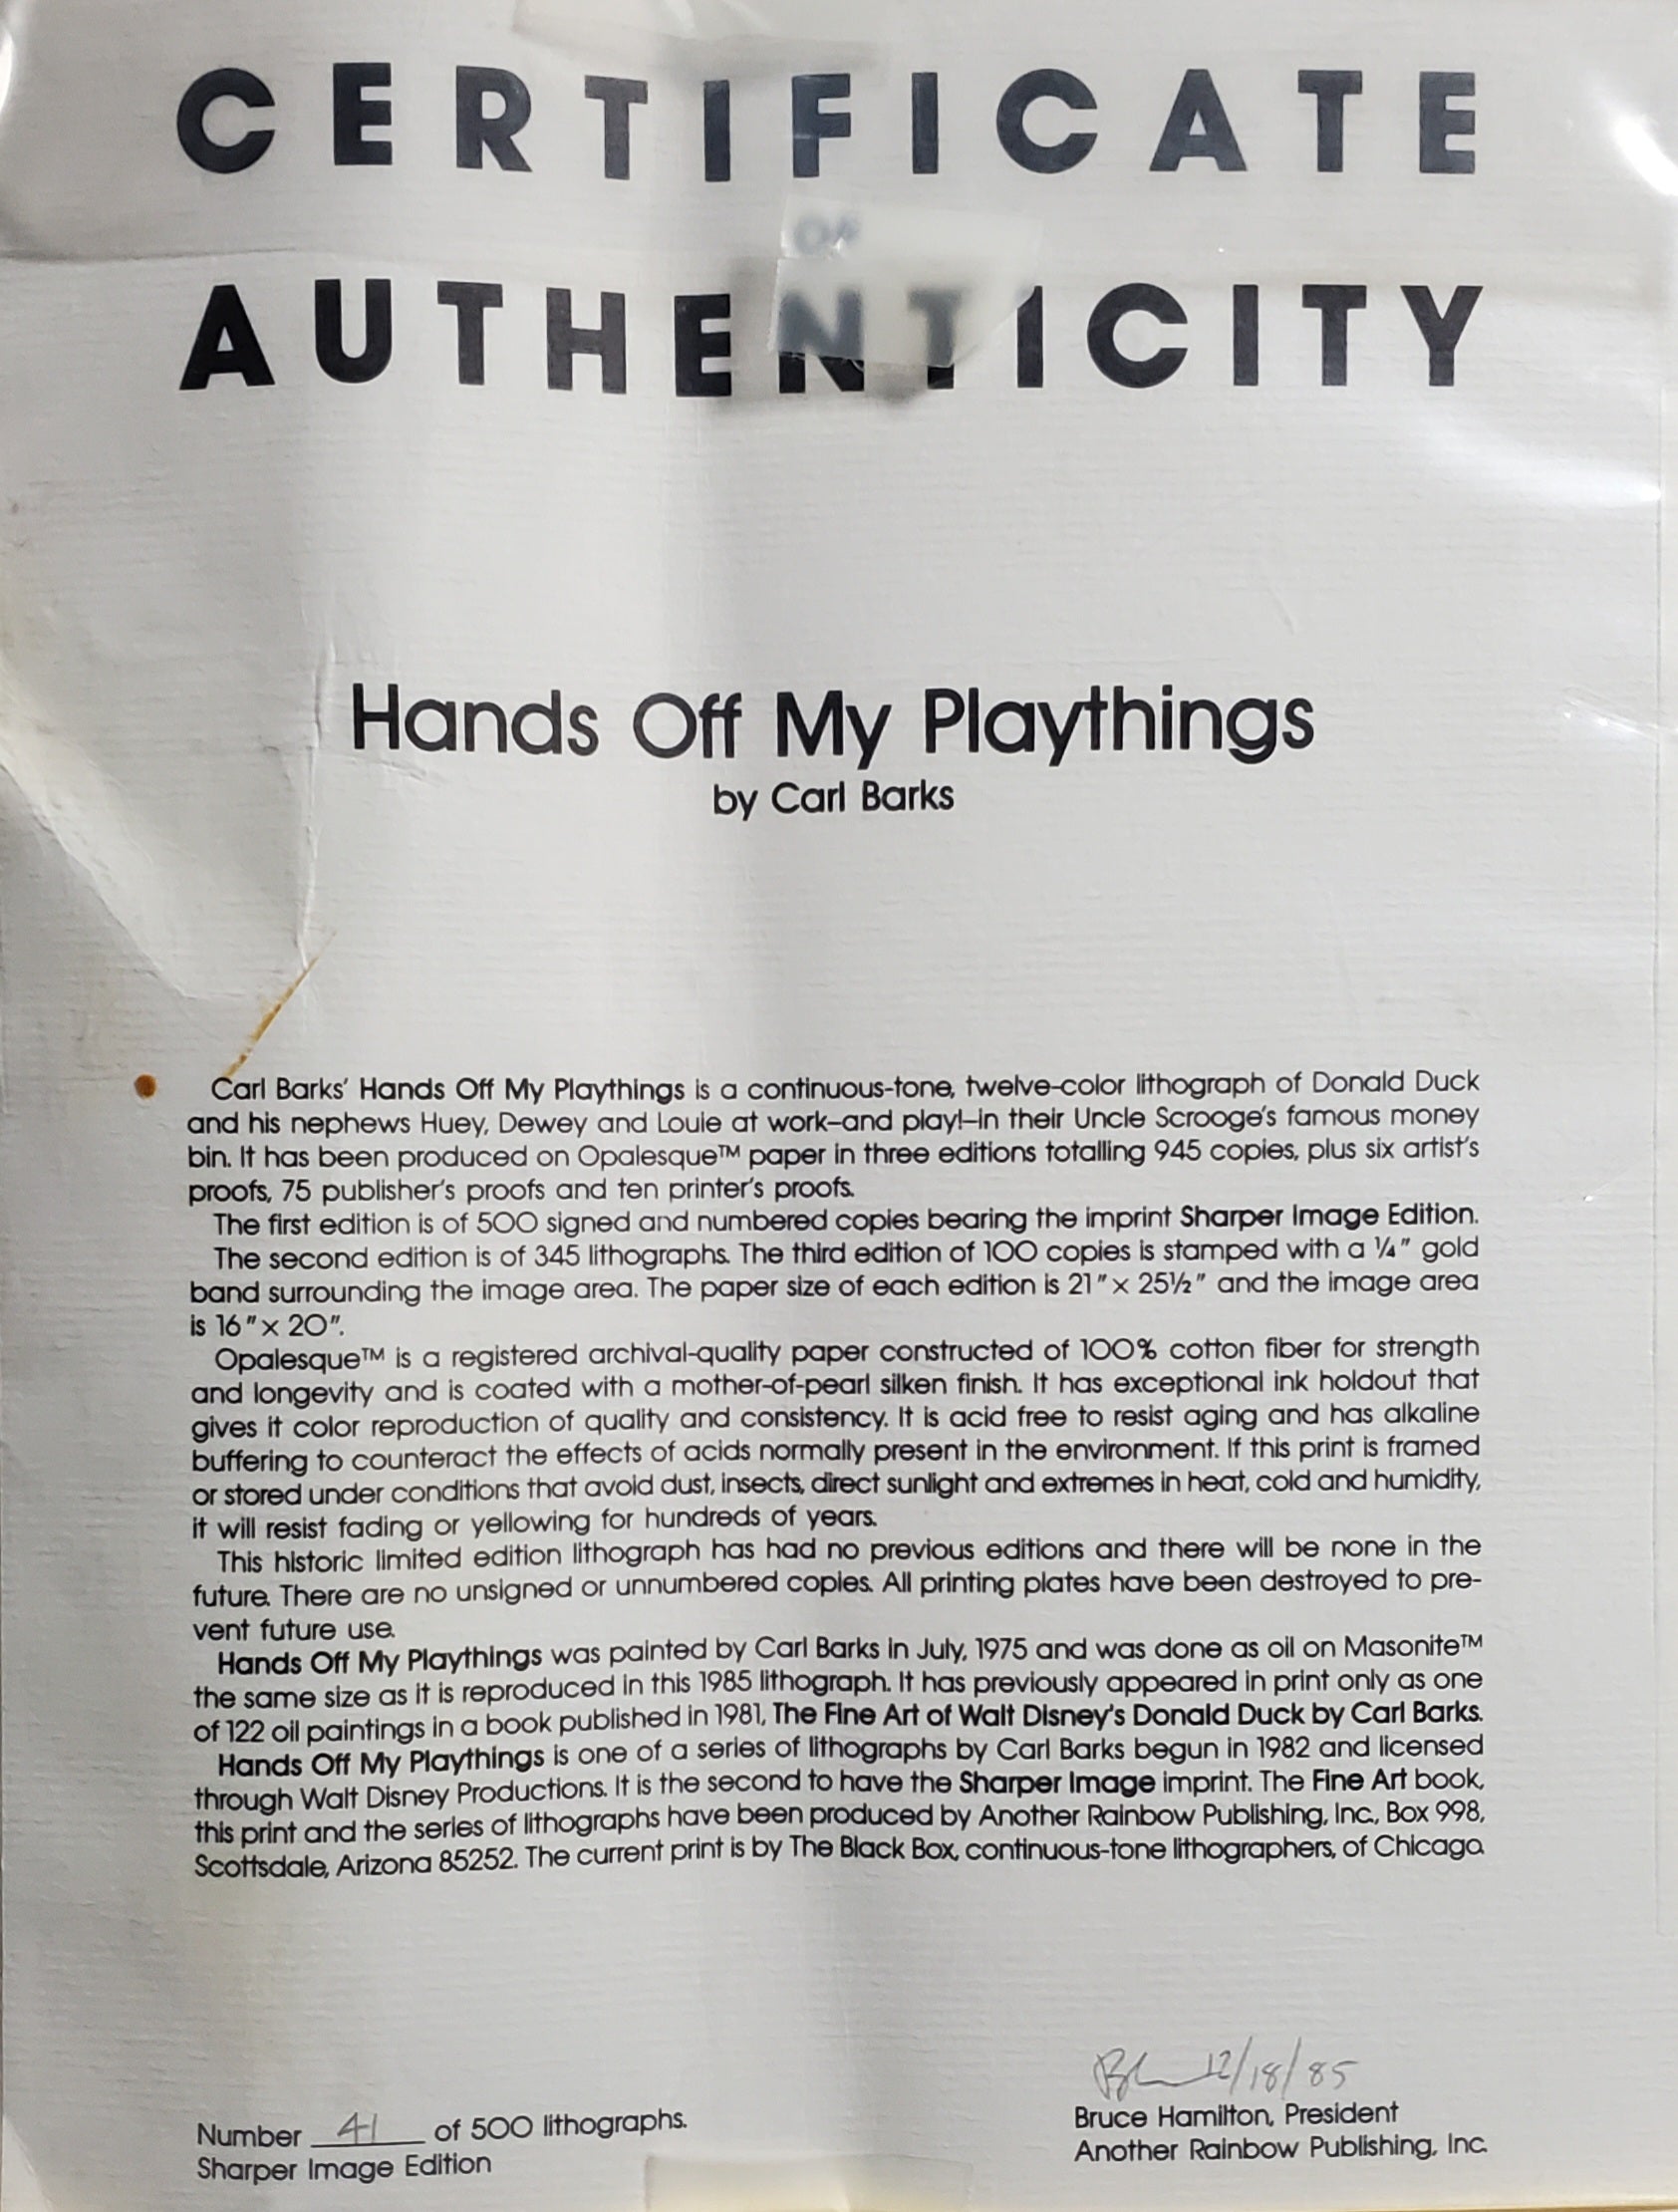 CERTIFICATE
OF
AUTHENTICITY
Hands Off My Playthings
by Carl Barks
Carl Barks' Hands Off My Playthings is a continuous-tone, twelve-color lithograph of Donald Duck
and his nephews Huey, Dewey and Louie at work—and play!—in their Uncle Scrooge's famous money
bin. It has been produced on Opalesque™ paper in three editions totalling 945 copies, plus six artist's
proofs, 75 publisher's proofs and ten printer's proofs.
The first edition is of 500 signed and numbered copies bearing the imprint Sharper Image Edition.
The second edition is of 345 lithographs. The third edition of 100 copies is stamped with a ¼" gold
band surrounding the image area. The paper size of each edition is 21" x 25½" and the image area
is 16" x 20".
Opalesque™ is a registered archival-quality paper constructed of 100% cotton fiber for strength
and longevity and is coated with a mother-of-pearl silken finish. It has exceptional ink holdout that
gives it color reproduction of quality and consistency. It is acid free to resist aging and has alkaline
buffering to counteract the effects of acids normally present in the environment. If this print is framed
or stored under conditions that avoid dust, insects, direct sunlight and extremes in heat, cold and humidity,
it will resist fading or yellowing for hundreds of years.
This historic limited edition lithograph has had no previous editions and there will be none in the
future. There are no unsigned or unnumbered copies. All printing plates have been destroyed to pre-
vent future use.
Hands Off My Playthings was painted by Carl Barks in July, 1975 and was done as oil on Masonite™
the same size as it is reproduced in this 1985 lithograph. It has previously appeared in print only as one
of 122 oil paintings in a book published in 1981, The Fine Art of Walt Disney's Donald Duck by Carl Barks.
Hands Off My Playthings is one of a series of lithographs by Carl Barks begun in 1982 and licensed
through Walt Disney Productions. It is the second to have the Sharper Image imprint. The Fine Art book,
this print and the series of lithographs have been produced by Another Rainbow Publishing, Inc., Box 998,
Scottsdale, Arizona 85252. The current print is by The Black Box, continuous-tone lithographers, of Chicago.
12/18/85
Number 41 of 500 lithographs.
Sharper Image Edition
Bruce Hamilton, President
Another Rainbow Publishing, Inc.